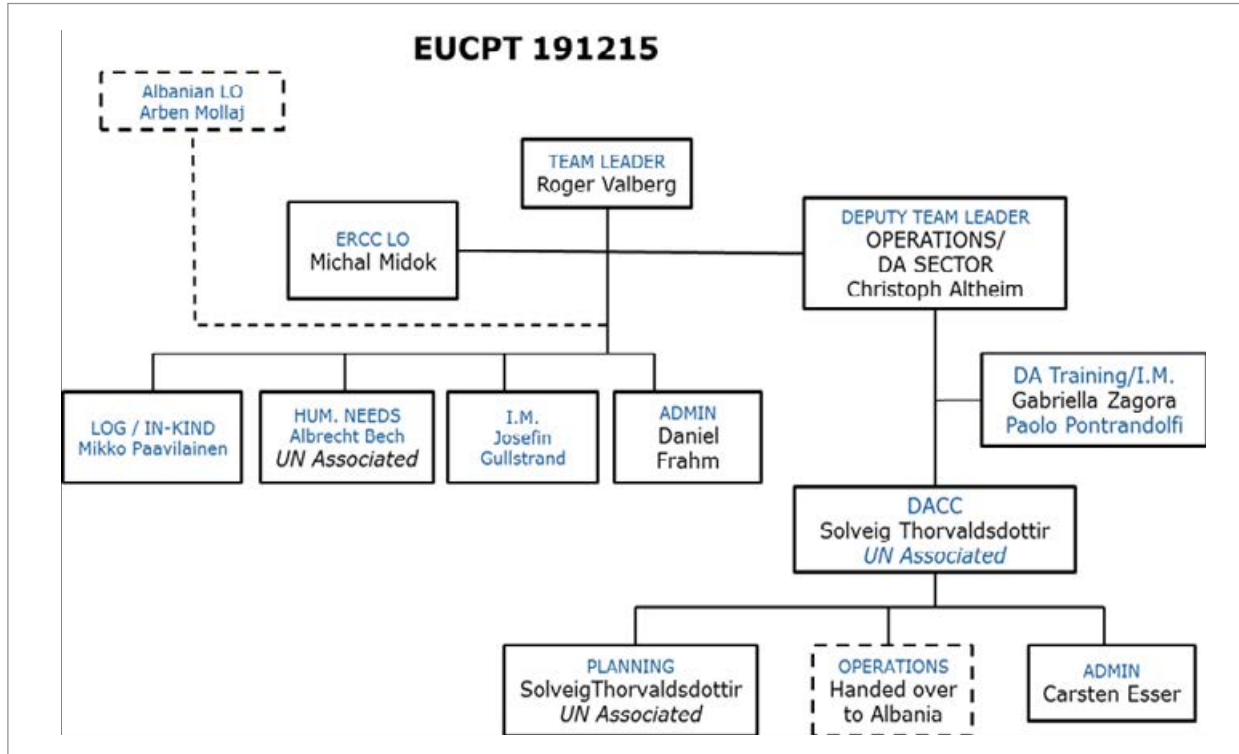 EUCPT 191215
Albanian LO
Arben Mollaj
TEAM LEADER
Roger Valberg
ERCC LO
Michal Midok
DEPUTY TEAM LEADER
OPERATIONS/
DA SECTOR
Christoph Altheim
LOG / IN-KIND
Mikko Paavilainen
HUM. NEEDS
Albrecht Bech
UN Associated
I.M.
Josefin
Gullstrand
ADMIN
Daniel
Frahm
DA Training/I.M.
Gabriella Zagora
Paolo Pontrandolfi
DACC
Solveig Thorvaldsdottir
UN Associated
PLANNING
SolveigThorvaldsdottir
UN Associated
OPERATIONS
Handed over
to Albania
ADMIN
Carsten Esser